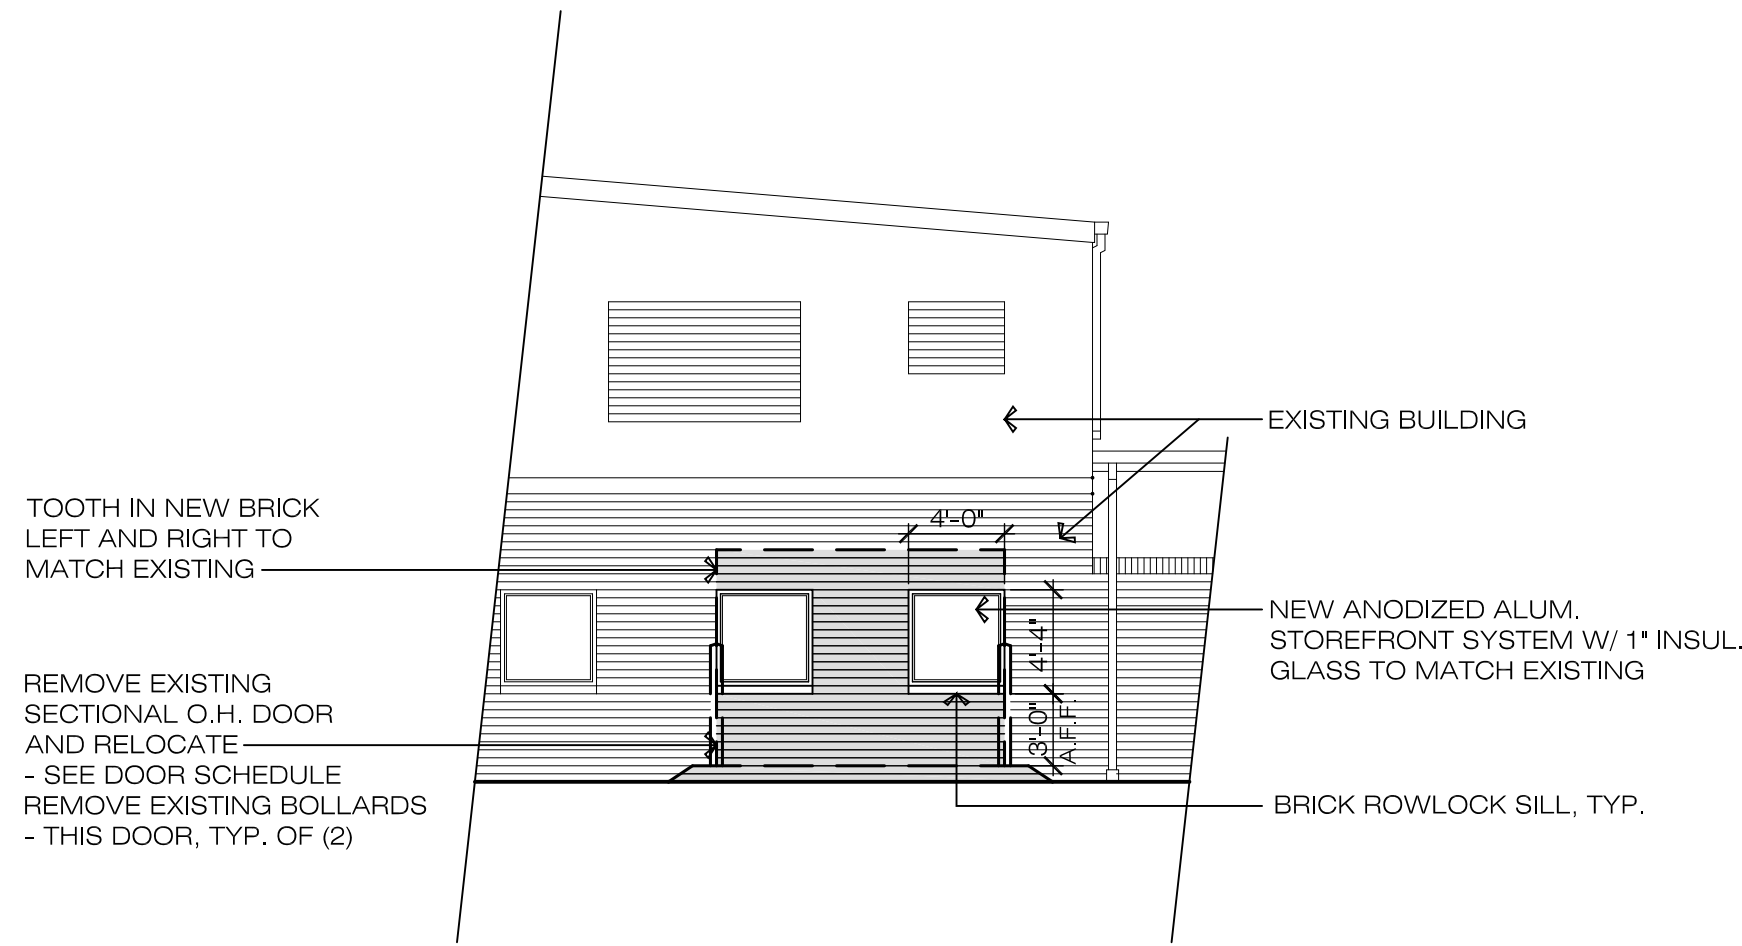 EXISTING BUILDING
TOOTH IN NEW BRICK
LEFT AND RIGHT TO
MATCH EXISTING
4'-0"
NEW ANODIZED ALUM.
STOREFRONT SYSTEM W/ 1" INSUL.
GLASS TO MATCH EXISTING
4'-4"
REMOVE EXISTING
SECTIONAL O.H. DOOR
AND RELOCATE
- SEE DOOR SCHEDULE
REMOVE EXISTING BOLLARDS
- THIS DOOR, TYP. OF (2)
3'-0"
A.F.F.
BRICK ROWLOCK SILL, TYP.